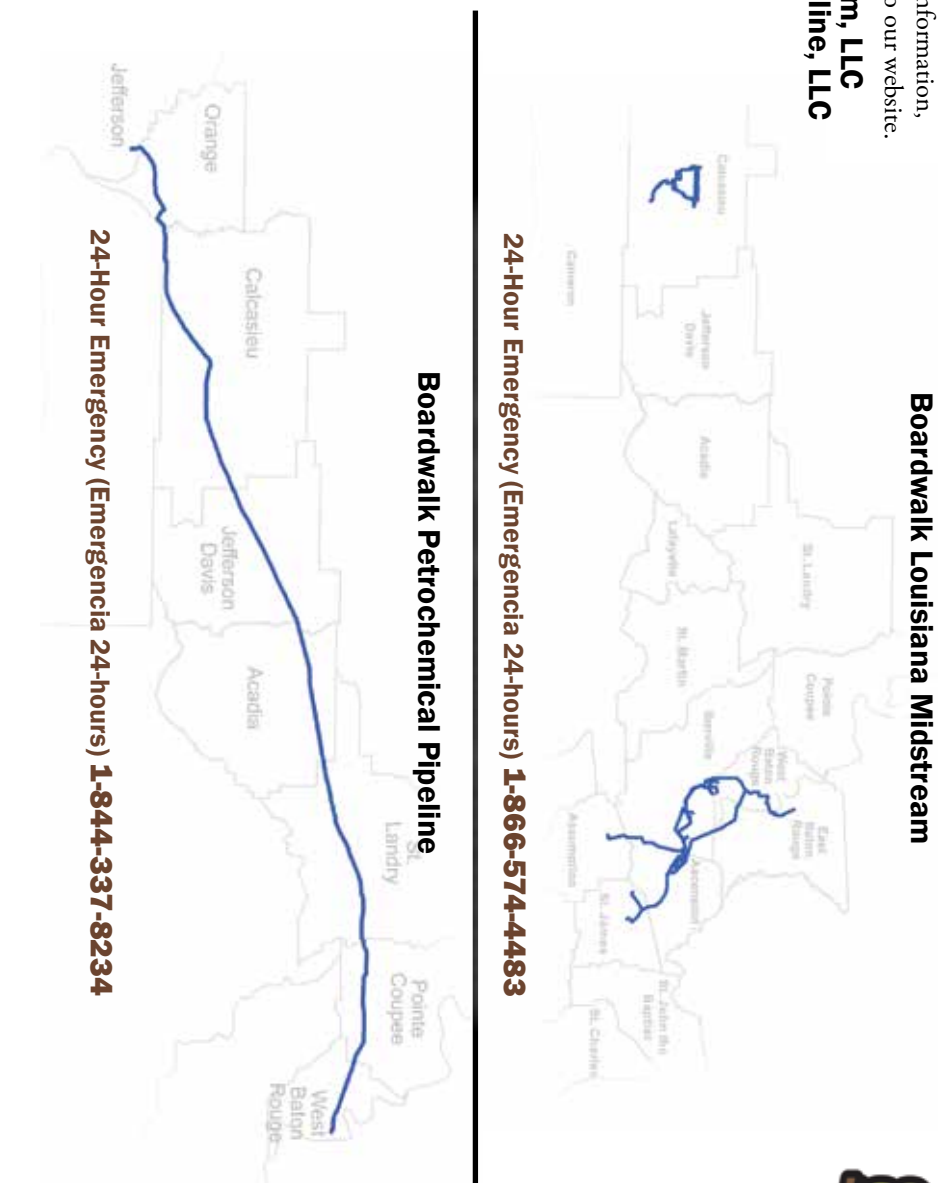 nformation,
o our website.
m, LLC
line, LLC
Boardwalk Louisiana Midstream
Calcasieu
Cameron
Jefferson
Davis
Acadia
Lafayette
St. Landry
St. Martin
Pointe
Coupee
Iberville
West
Baton
Rouge
East
Baton
Rouge
Ascension
Assumption
St. James
St. John the
Baptist
St. Charles
24-Hour Emergency (Emergencia 24-hours) 1-866-574-4483
Boardwalk Petrochemical Pipeline
Jefferson
Orange
Calcasieu
Jefferson
Davis
Acadia
St.
Landry
Pointe
Coupee
West
Baton
Rouge
24-Hour Emergency (Emergencia 24-hours) 1-844-337-8234